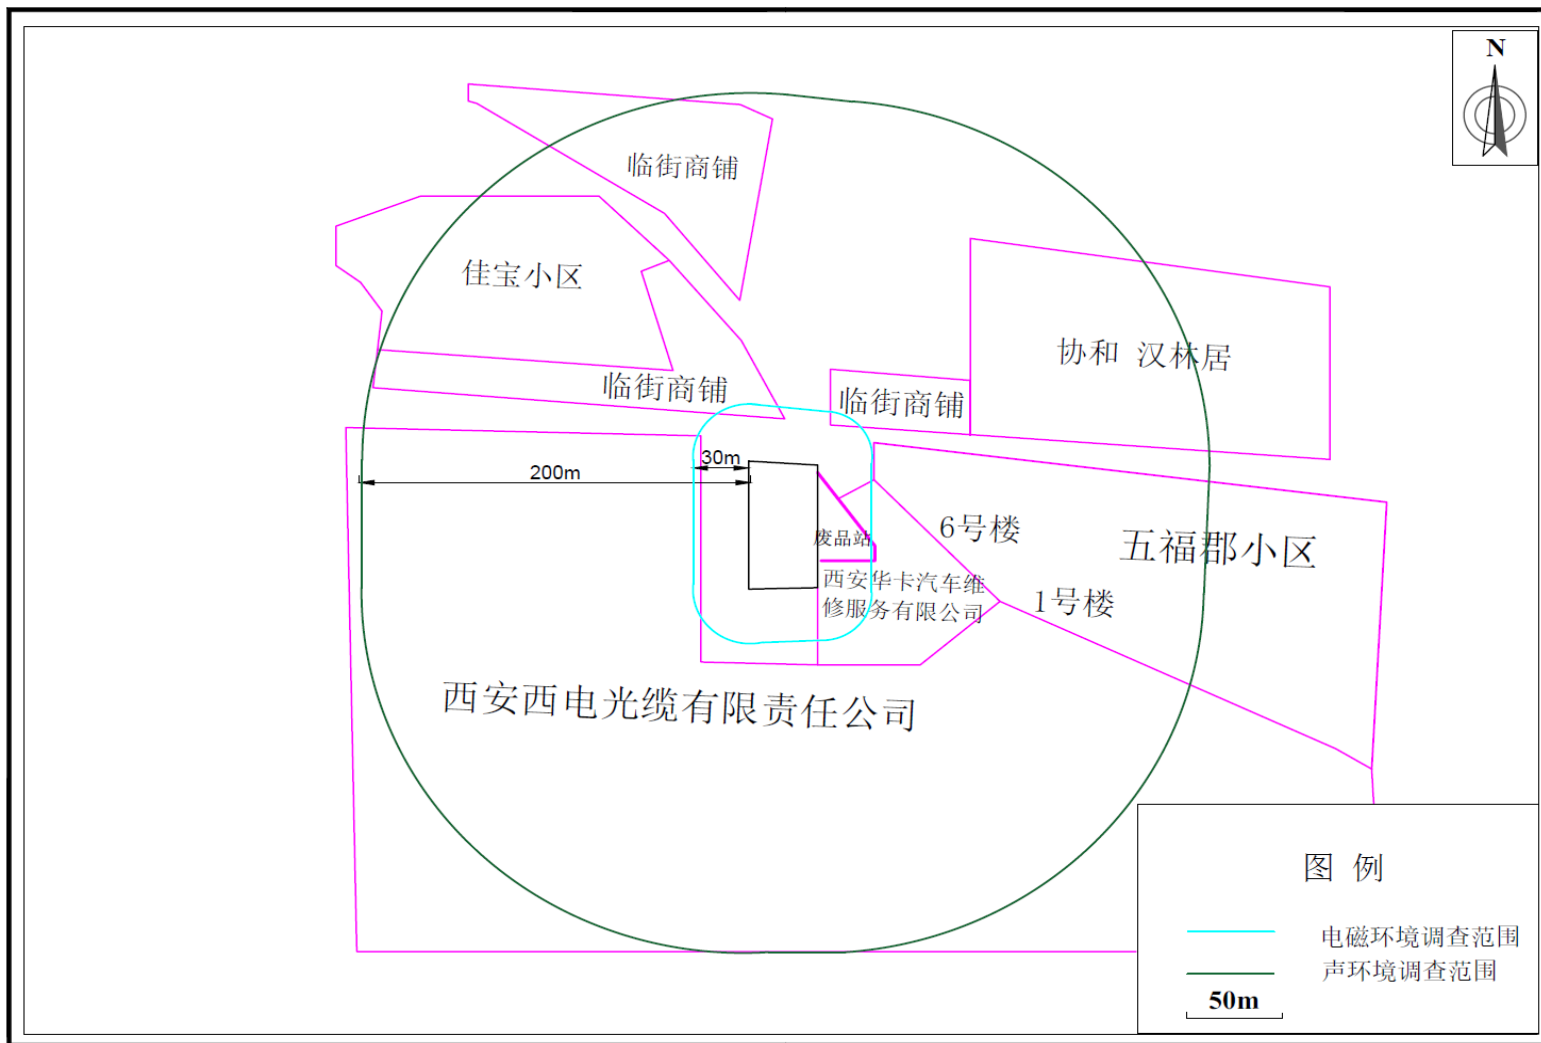 N
临街商铺
佳宝小区
协和 汉林居
临街商铺
临街商铺
30m
200m
6号楼
五福郡小区
废品站
西安华卡汽车维
修服务有限公司
1号楼
西安西电光缆有限责任公司
图 例
电磁环境调查范围
声环境调查范围
50m